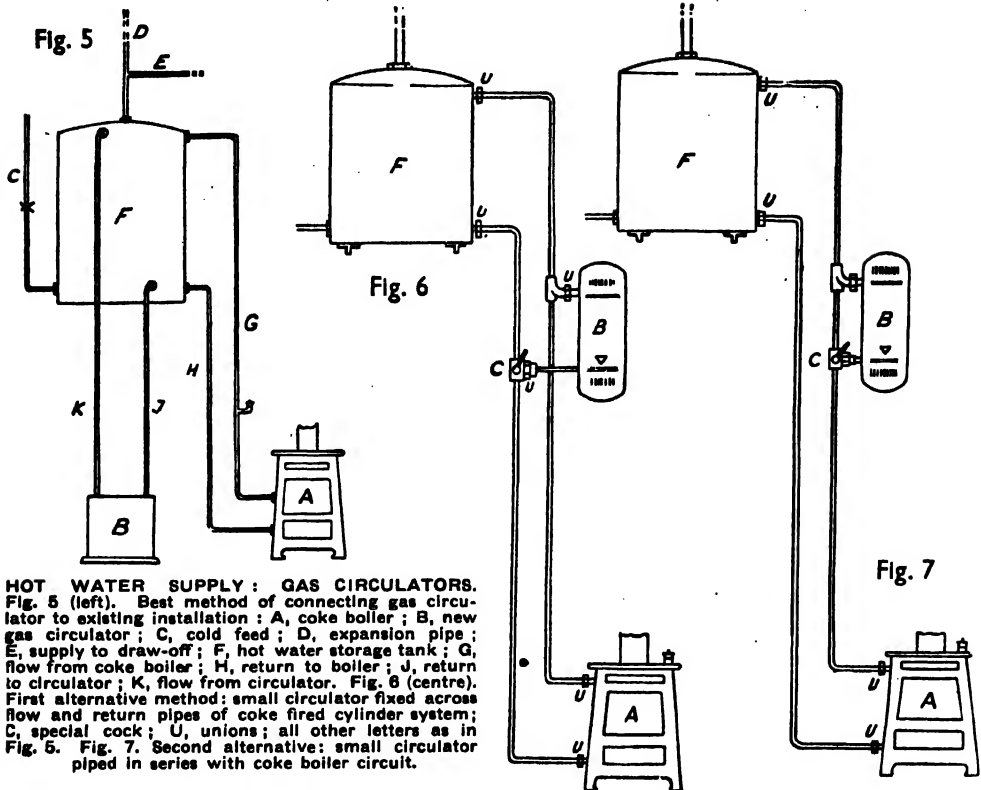 Fig. 5
D
E
C
F
G
H
K
J
A
B
Fig. 6
U
F
U
U
B
C
U
U
A
U
Fig. 7
U
F
U
B
C
U
A
U
HOT WATER SUPPLY : GAS CIRCULATORS.
Fig. 5 (left). Best method of connecting gas circu-
lator to existing installation : A, coke boiler ; B, new
gas circulator ; C, cold feed ; D, expansion pipe ;
E, supply to draw-off ; F, hot water storage tank ; G,
flow from coke boiler ; H, return to boiler ; J, return
to circulator ; K, flow from circulator. Fig. 6 (centre).
First alternative method : small circulator fixed across
flow and return pipes of coke fired cylinder system ;
C, special cock ; U, unions ; all other letters as in
Fig. 5. Fig. 7. Second alternative : small circulator
piped in series with coke boiler circuit.